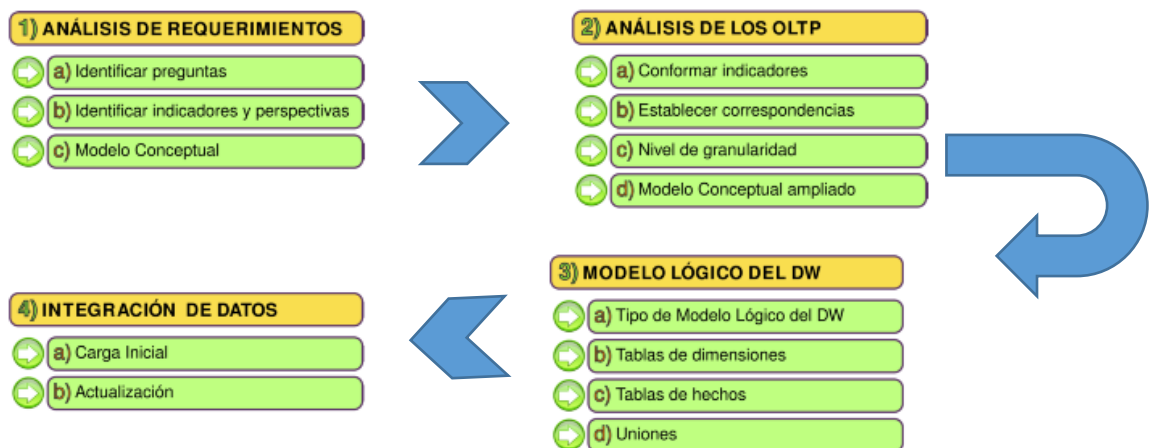 1) ANÁLISIS DE REQUERIMIENTOS
a) Identificar preguntas
b) Identificar indicadores y perspectivas
c) Modelo Conceptual
2) ANÁLISIS DE LOS OLTP
a) Conformar indicadores
b) Establecer correspondencias
c) Nivel de granularidad
d) Modelo Conceptual ampliado
3) MODELO LÓGICO DEL DW
a) Tipo de Modelo Lógico del DW
b) Tablas de dimensiones
c) Tablas de hechos
d) Uniones
4) INTEGRACIÓN DE DATOS
a) Carga Inicial
b) Actualización